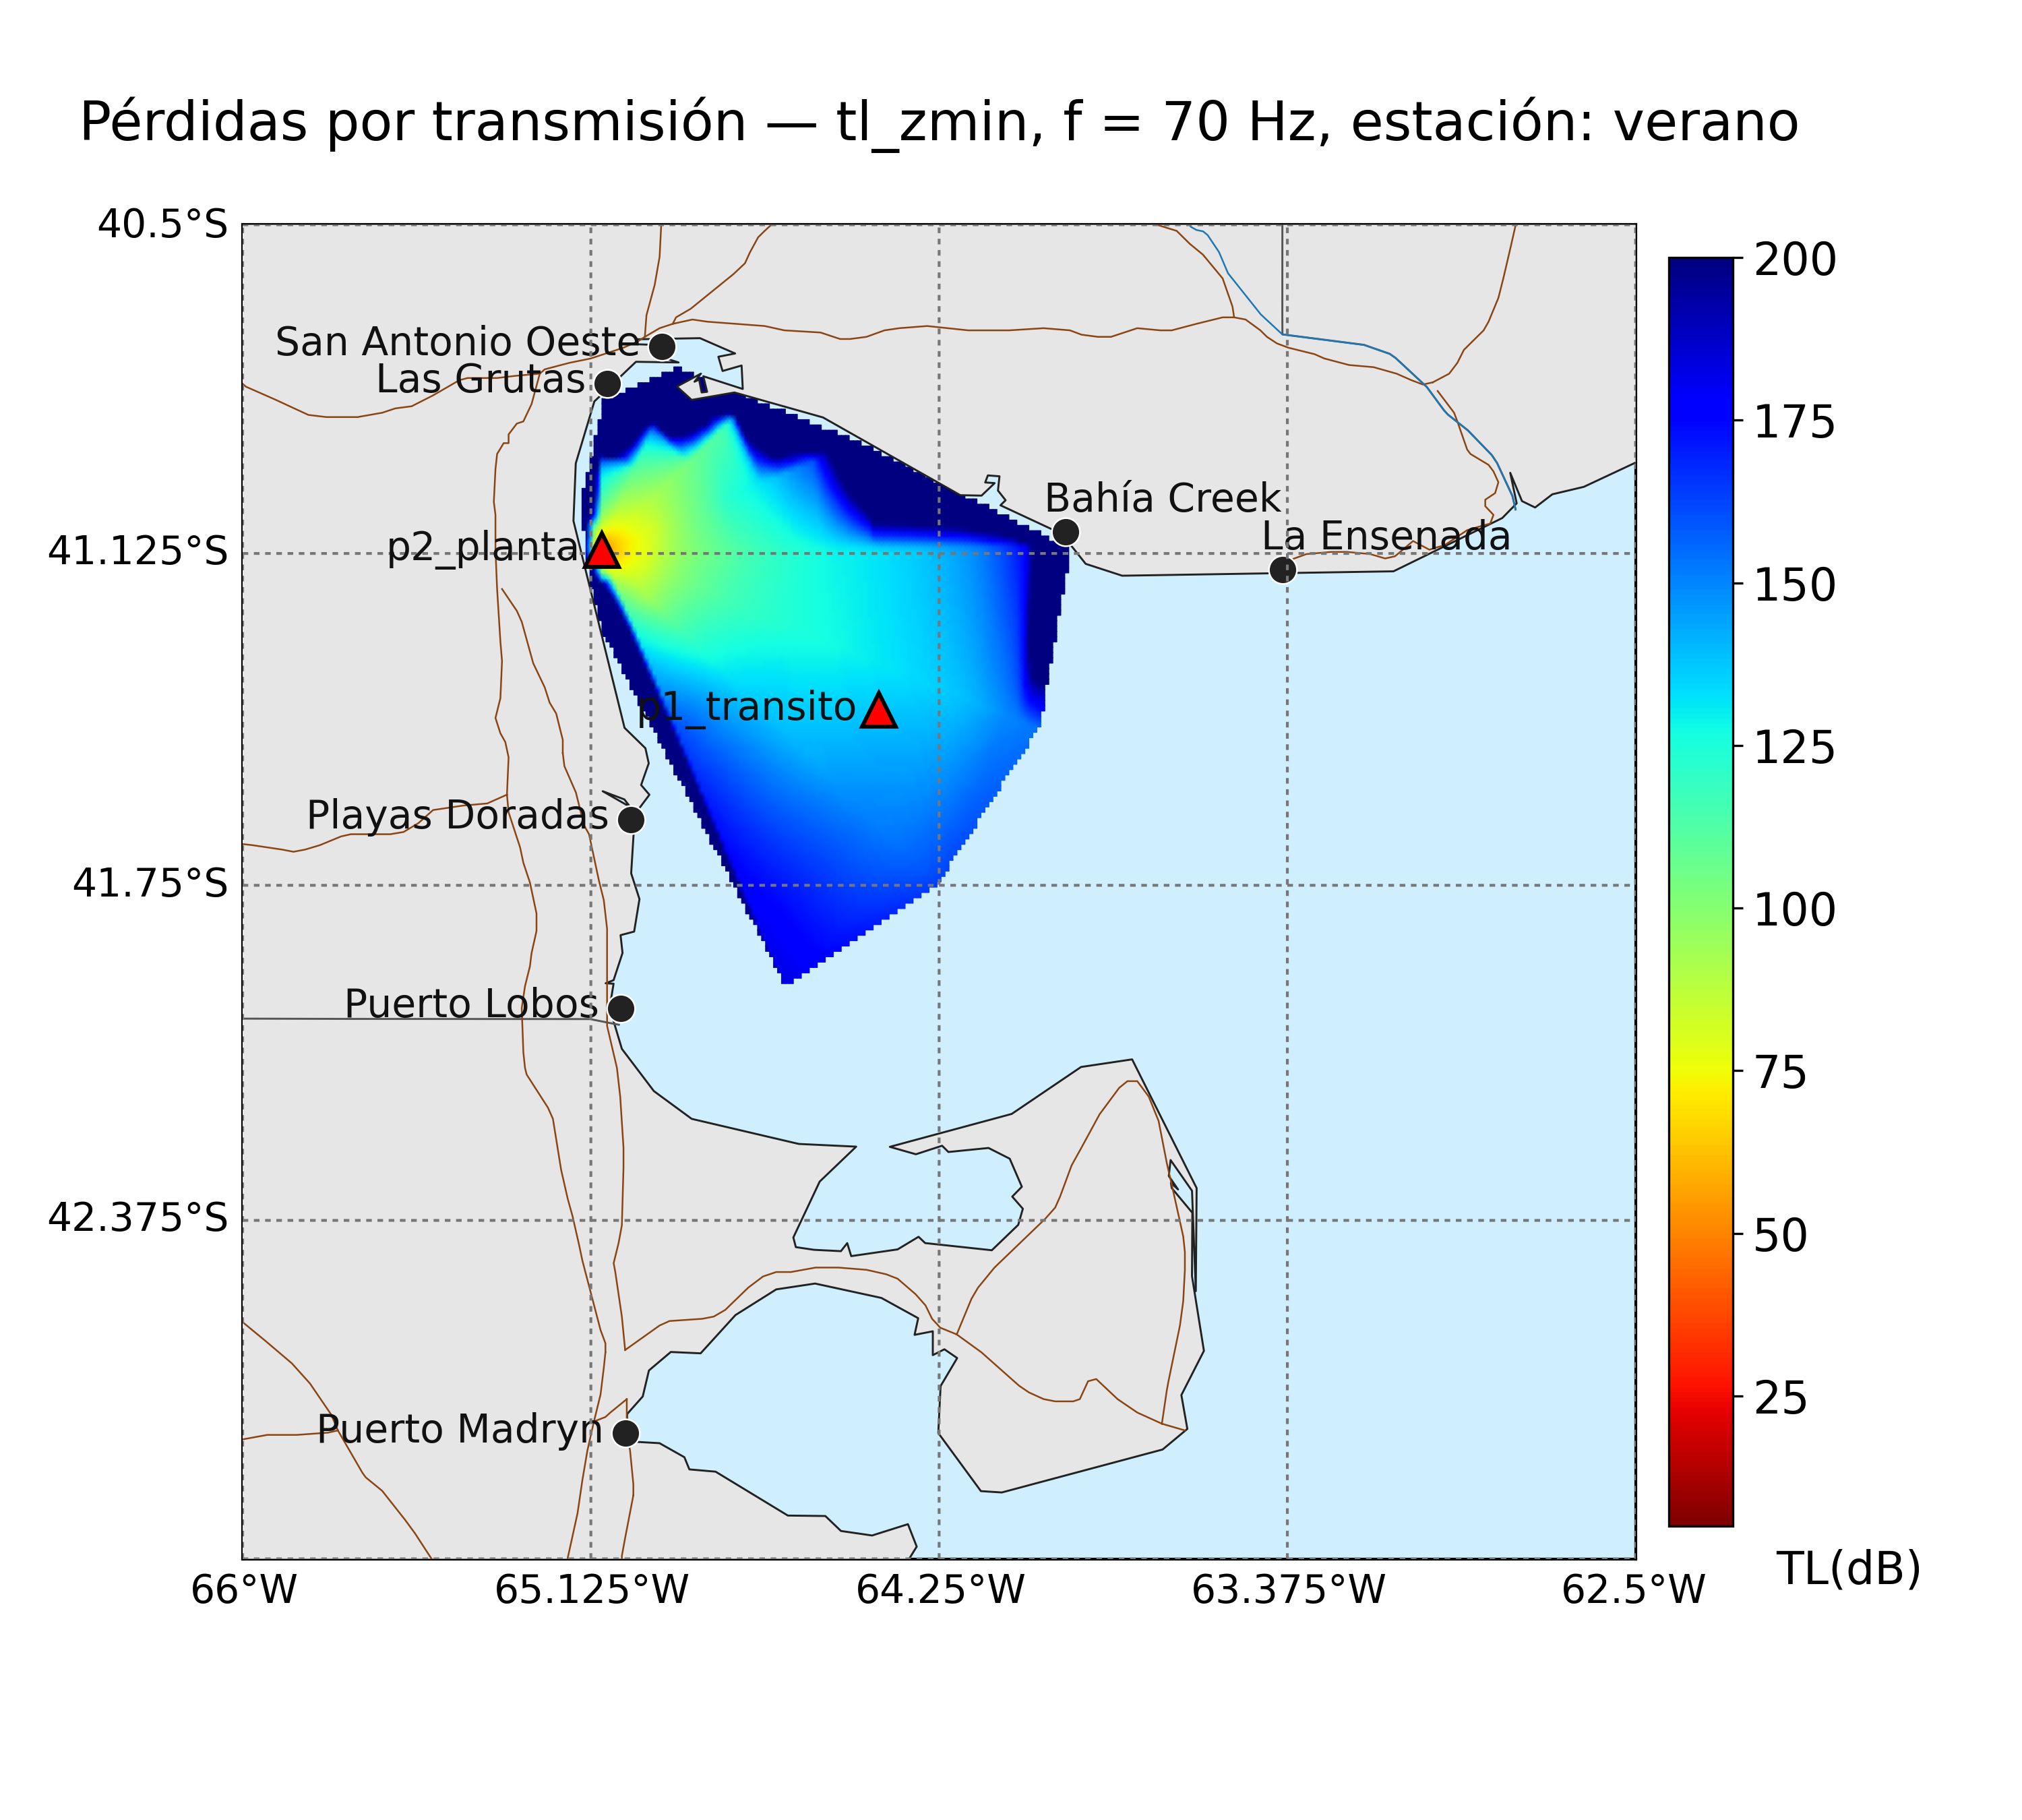 Pérdidas por transmisión — tl_zmin, f = 70 Hz, estación: verano
40.5°S
200
San Antonio Oeste
Las Grutas
175
Bahía Creek
La Ensenada
p2_planta
41.125°S
150
p1_transito
125
Playas Doradas
41.75°S
100
Puerto Lobos
75
42.375°S
50
25
Puerto Madryn
TL(dB)
66°W
65.125°W
64.25°W
63.375°W
62.5°W